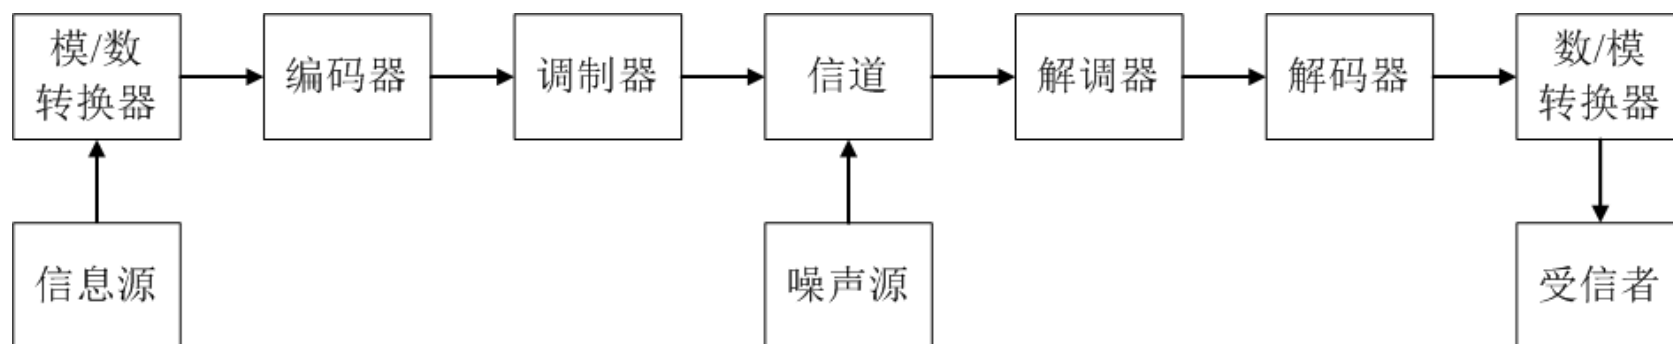 模/数
转换器
编码器
调制器
信道
解调器
解码器
数/模
转换器
信息源
噪声源
受信者